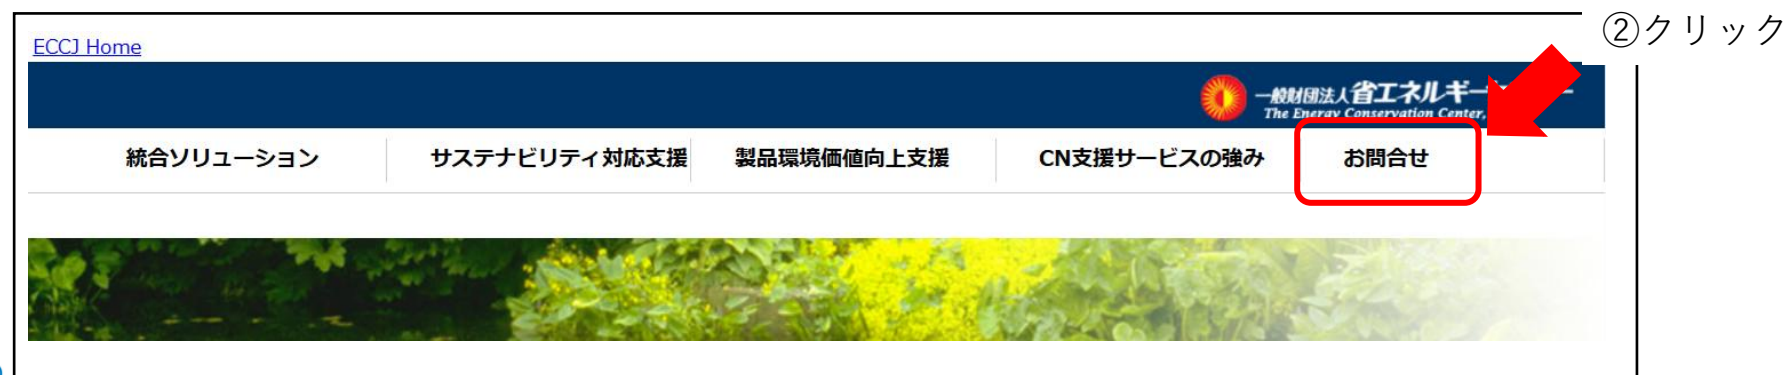 ②クリック
ECCJ Home
一般財団法人省エネルギー
The Energy Conservation Center,
統合ソリューション
サステナビリティ対応支援
製品環境価値向上支援
CN支援サービスの強み
お問合せ